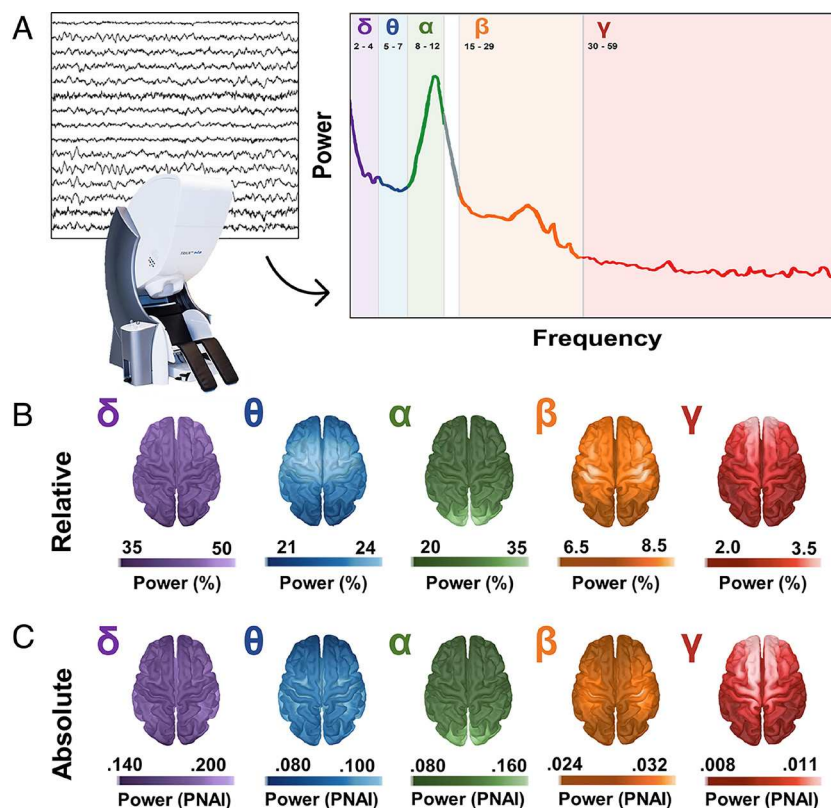 A
δ θ α β γ
2 - 4 5 - 7 8 - 12 15 - 29 30 - 59
Power
Frequency
B
δ θ α β γ
Relative
35 50 21 24 20 35 6.5 8.5 2.0 3.5
Power (%) Power (%) Power (%) Power (%) Power (%)
C
δ θ α β γ
Absolute
.140 .200 .080 .100 .080 .160 .024 .032 .008 .011
Power (PNAI) Power (PNAI) Power (PNAI) Power (PNAI) Power (PNAI)